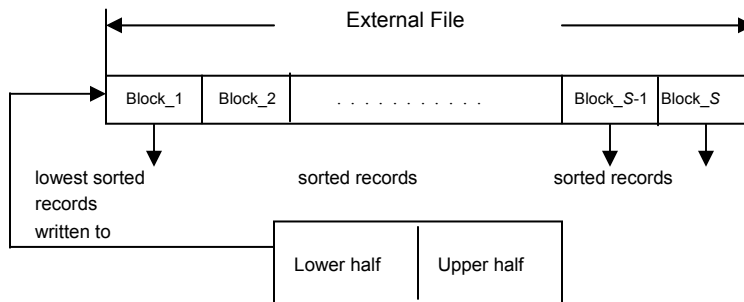 External File
Block_1 Block_2 . . . . . . . . . . . Block_S-1 Block_S
lowest sorted sorted records sorted records
records
written to
Lower half Upper half